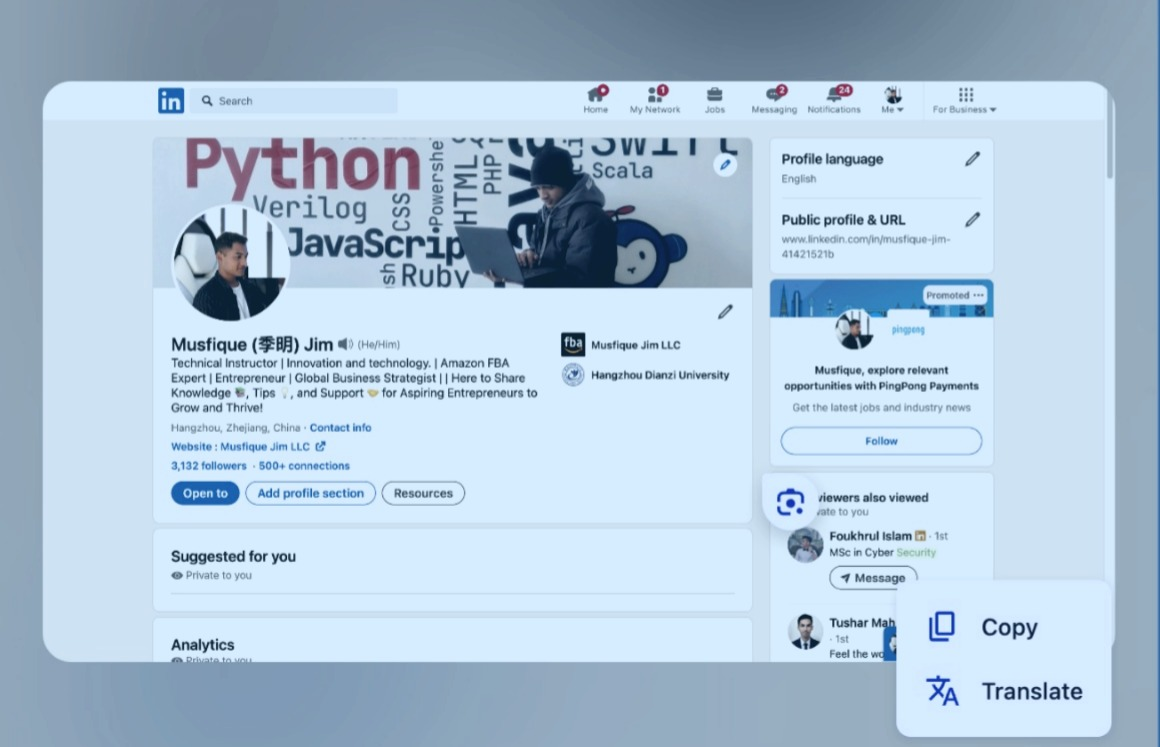 in
Search
Home
1
My Network
Jobs
2
Messaging
24
Notifications
Me
For Business
Python
Verilog
CSS
Powershe
HTML
PHP
Scala
JavaScrip
sh
Ruby
Musfique (季明) Jim (He/Him)
Technical Instructor | Innovation and technology. | Amazon FBA
Expert | Entrepreneur | Global Business Strategist | | Here to Share
Knowledge 📚, Tips 💡, and Support 🤝 for Aspiring Entrepreneurs to
Grow and Thrive!
Hangzhou, Zhejiang, China · Contact info
Website : Musfique Jim LLC
3,132 followers · 500+ connections
Open to
Add profile section
Resources
fba
Musfique Jim LLC
Hangzhou Dianzi University
Suggested for you
Private to you
Analytics
Private to you
Profile language
English
Public profile & URL
www.linkedin.com/in/musfique-jim-
41421521b
Promoted ···
pingpong
Musfique, explore relevant
opportunities with PingPong Payments
Get the latest jobs and industry news
Follow
viewers also viewed
vate to you
Foukhrul Islam in · 1st
MSc in Cyber Security
Message
Tushar Mah
· 1st
Feel the wo
Copy
Translate